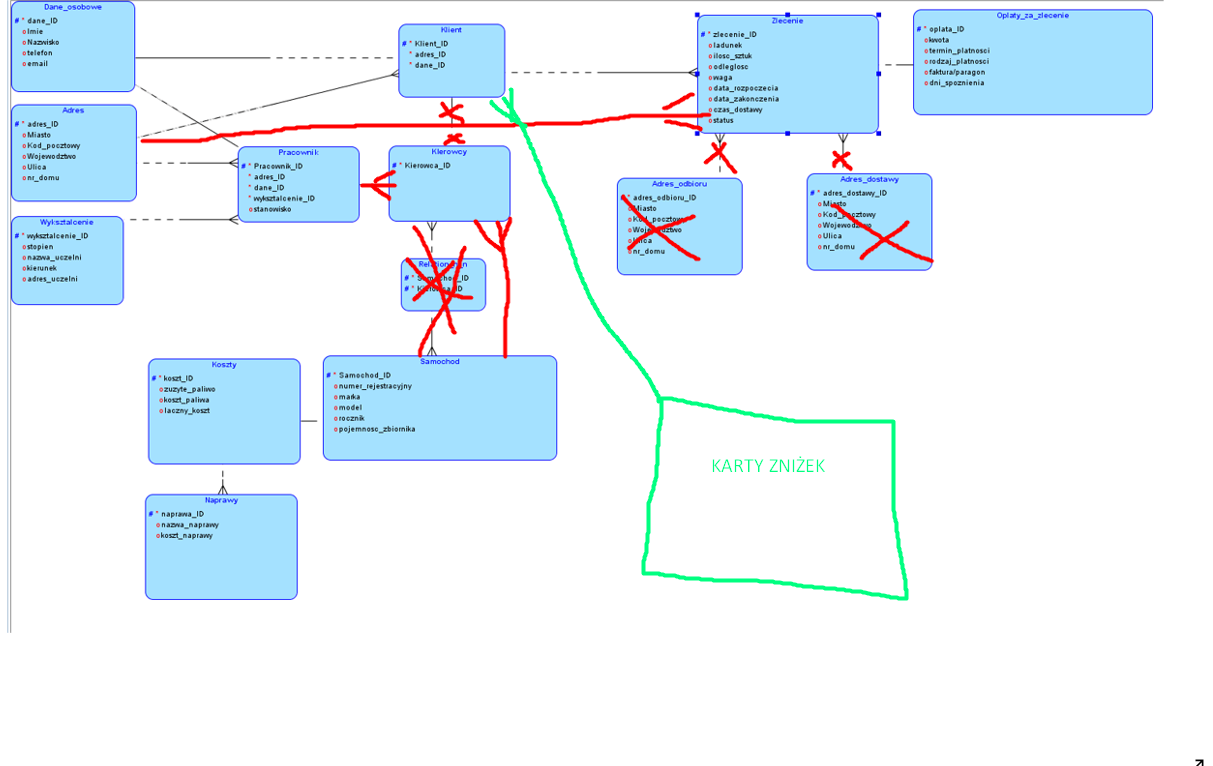 Dane_osobowe
# * dane_ID
o Imie
o Nazwisko
o telefon
o email
Klient
# * Klient_ID
* adres_ID
* dane_ID
Zlecenie
# * zlecenie_ID
o ladunek
o ilosc_sztuk
o odleglosc
o waga
o data_rozpoczecia
o data_zakonczenia
o czas_dostawy
o status
Oplaty_za_zlecenie
# * oplata_ID
o kwota
o termin_platnosci
o rodzaj_platnosci
o faktura/paragon
o dni_spoznienia
Adres
# * adres_ID
o Miasto
o Kod_pocztowy
o Wojewodztwo
o Ulica
o nr_domu
Pracownik
# * Pracownik_ID
* adres_ID
* dane_ID
* wyksztalcenie_ID
o stanowisko
Kierowcy
# * Kierowca_ID
Adres_odbioru
# * adres_odbioru_ID
o Miasto
o Kod_pocztowy
o Wojewodztwo
o Ulica
o nr_domu
Adres_dostawy
# * adres_dostawy_ID
o Miasto
o Kod_pocztowy
o Wojewodztwo
o Ulica
o nr_domu
Wyksztalcenie
# * wyksztalcenie_ID
o stopien
o nazwa_uczelni
o kierunek
o adres_uczelni
# * Samochod_ID
# * Kierowca_ID
Koszty
# * koszt_ID
o zuzyte_paliwo
o koszt_paliwa
o laczny_koszt
Samochod
# * Samochod_ID
o numer_rejestracyjny
o marka
o model
o rocznik
o pojemnosc_zbiornika
KARTY ZNIŻEK
Naprawy
# * naprawa_ID
o nazwa_naprawy
o koszt_naprawy